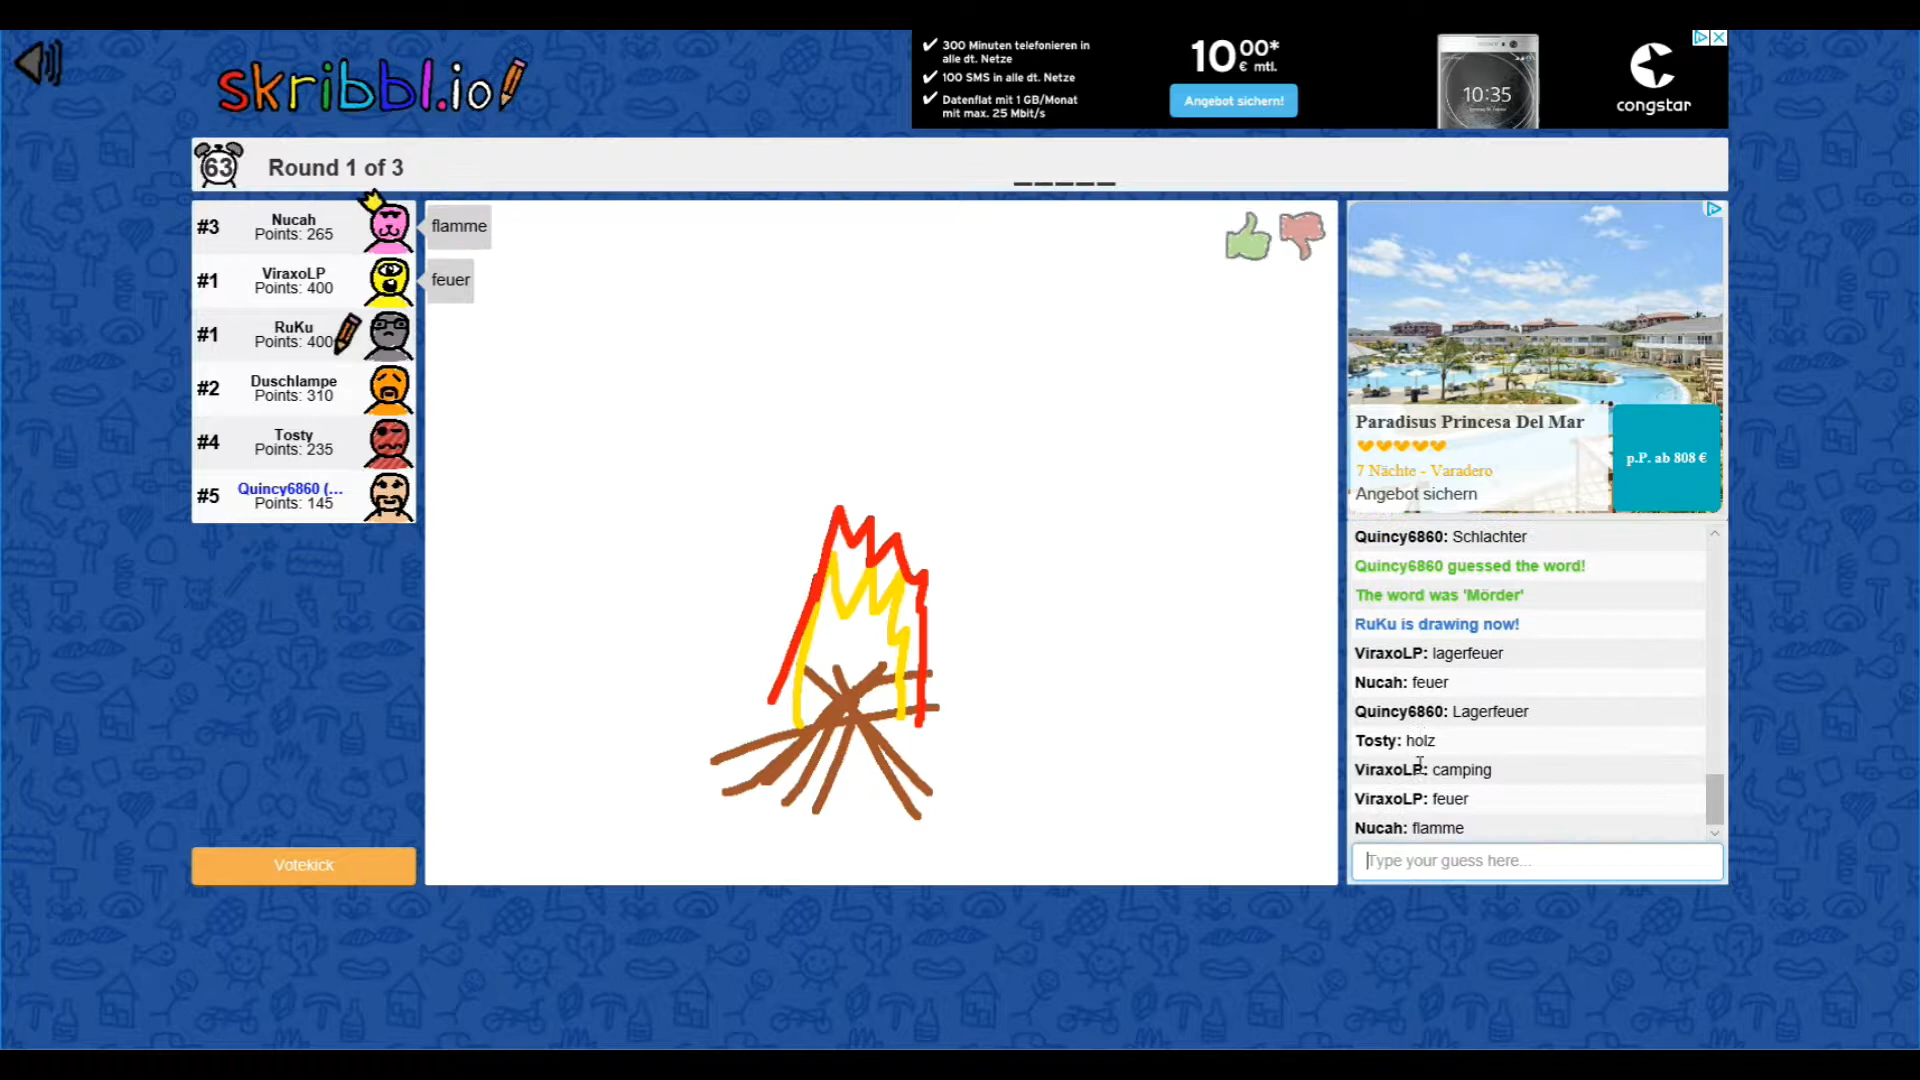 skribbl.io!
✓ 300 Minuten telefonieren in
alle dt. Netze
✓ 100 SMS in alle dt. Netze
✓ Datenflat mit 1 GB/Monat
mit max. 25 Mbit/s
10 00*
€ mtl.
Angebot sichern!
10:35
congstar
63
Round 1 of 3
_____
#3
Nucah
Points: 265
flamme
#1
ViraxoLP
Points: 400
feuer
#1
RuKu
Points: 400
#2
Duschlampe
Points: 310
#4
Tosty
Points: 235
#5
Quincy6860 (...
Points: 145
Votekick
Paradisus Princesa Del Mar
7 Nächte - Varadero
Angebot sichern
p.P. ab 808 €
Quincy6860: Schlachter
Quincy6860 guessed the word!
The word was 'Mörder'
RuKu is drawing now!
ViraxoLP: lagerfeuer
Nucah: feuer
Quincy6860: Lagerfeuer
Tosty: holz
ViraxoLP: camping
ViraxoLP: feuer
Nucah: flamme
Type your guess here...